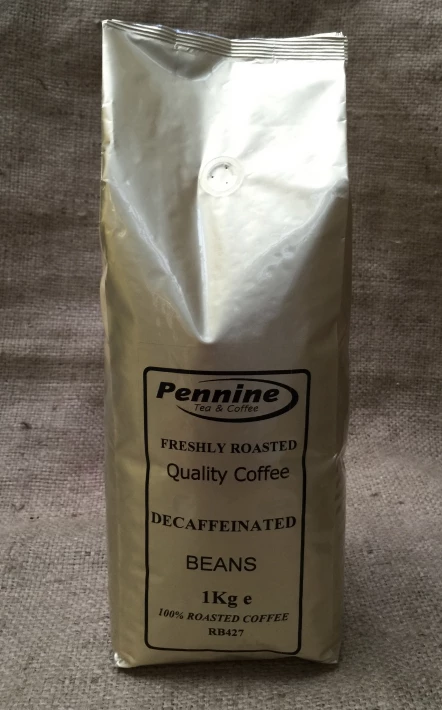 Pennine
Tea & Coffee
FRESHLY ROASTED
Quality Coffee
DECAFFEINATED
BEANS
1Kg e
100% ROASTED COFFEE
RB427